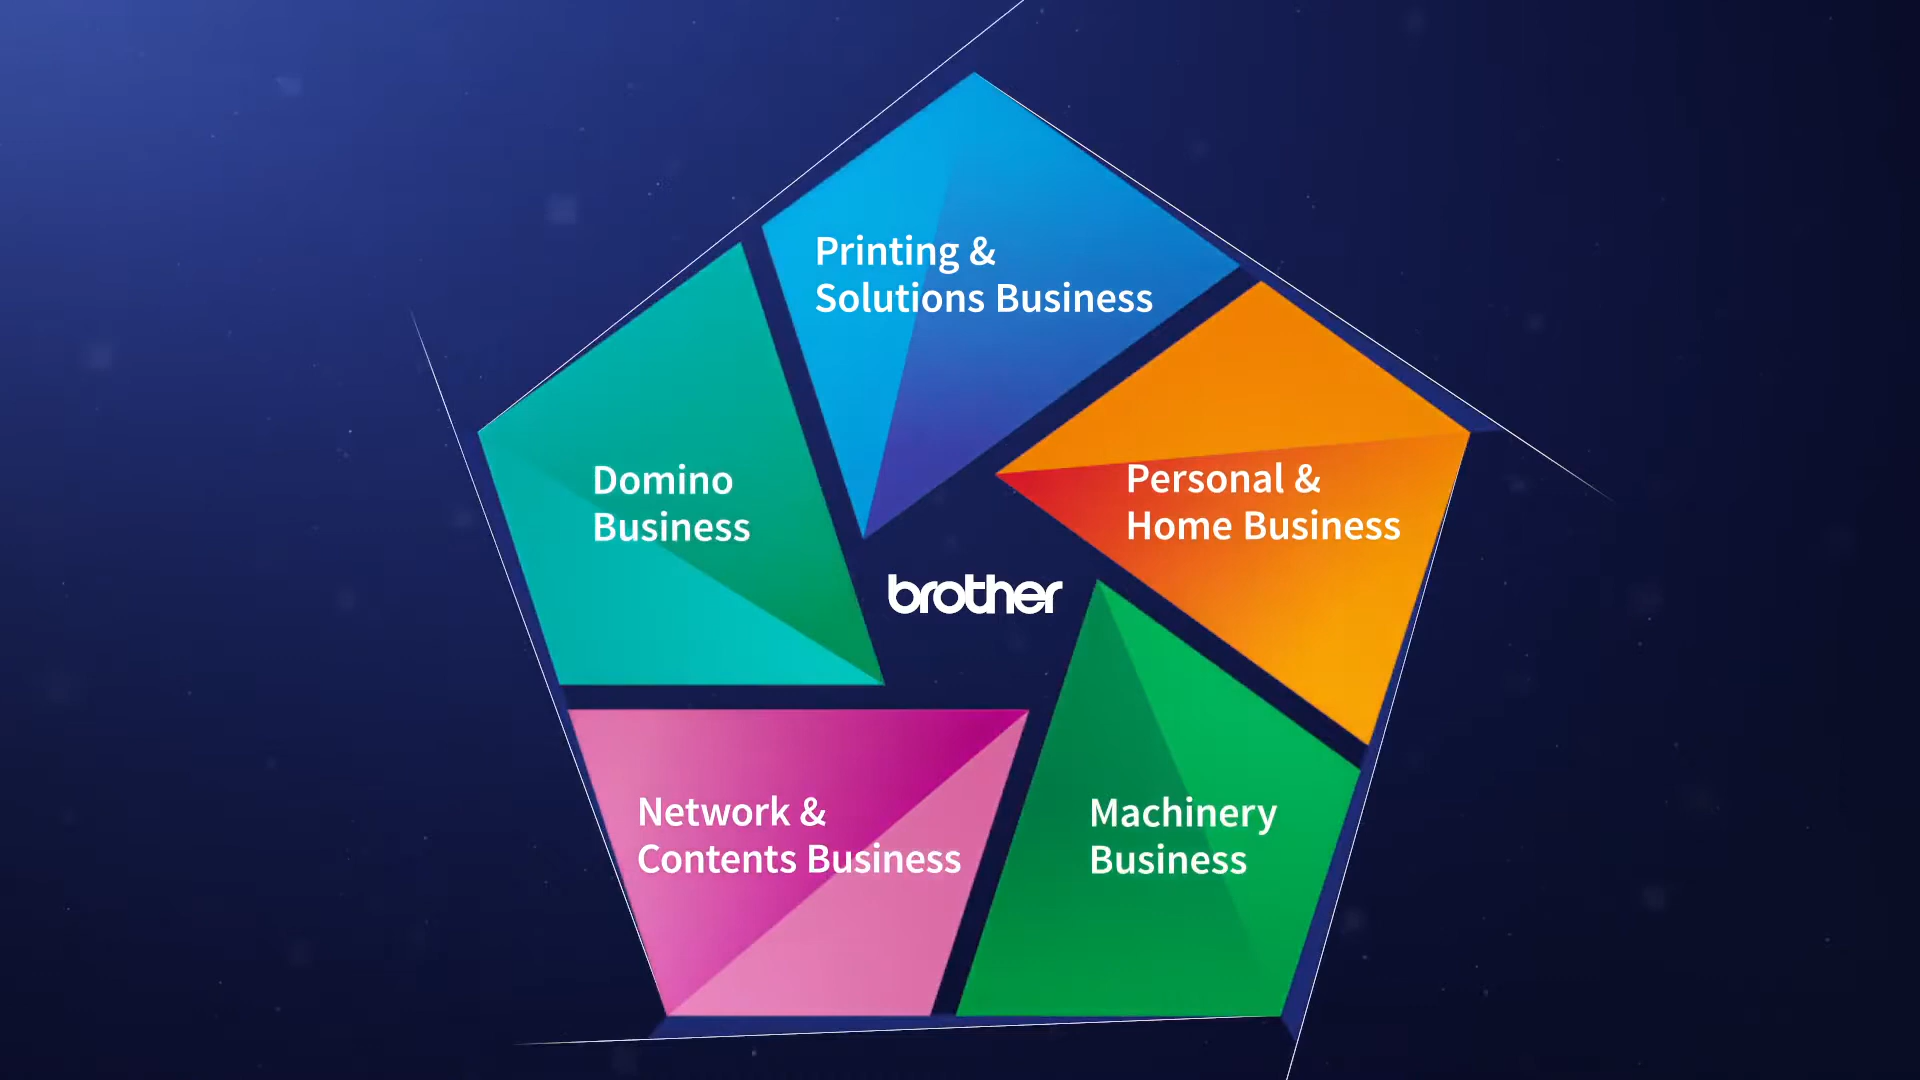 Printing &
Solutions Business
Personal &
Home Business
Domino
Business
brother
Network &
Contents Business
Machinery
Business